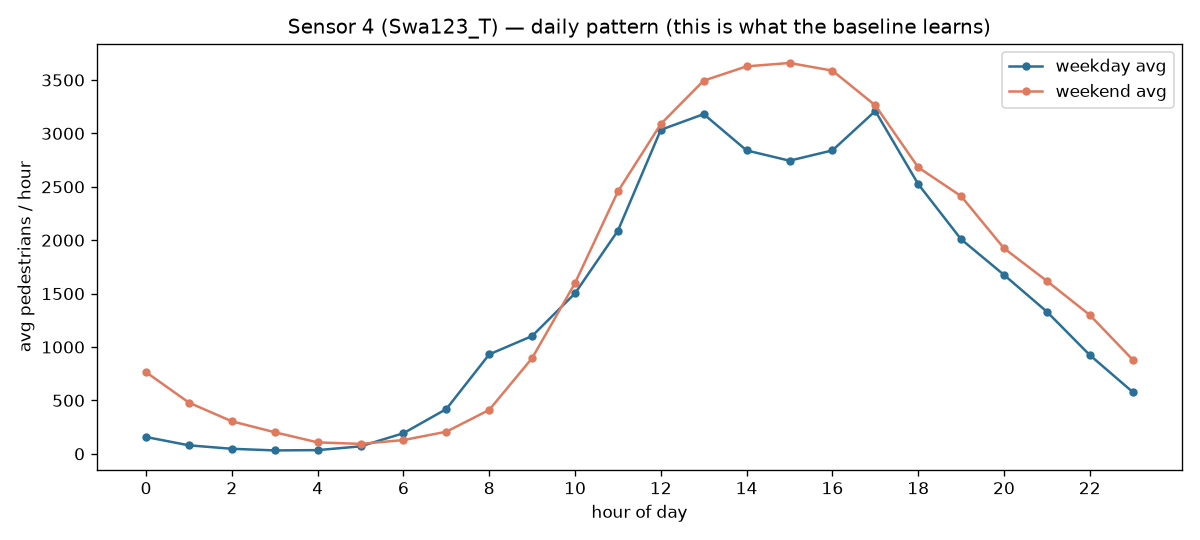 Sensor 4 (Swa123_T) — daily pattern (this is what the baseline learns)
weekday avg
weekend avg
avg pedestrians / hour
3500
3000
2500
2000
1500
1000
500
0
0 2 4 6 8 10 12 14 16 18 20 22
hour of day